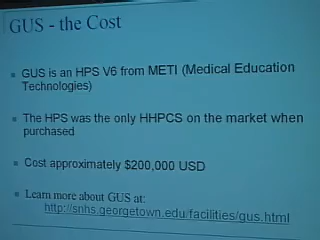 GUS - the Cost
GUS is an HPS V6 from METI (Medical Education
Technologies)
The HPS was the only HHPCS on the market when
purchased
Cost approximately $200,000 USD
Learn more about GUS at:
http://snhs.georgetown.edu/facilities/gus.html